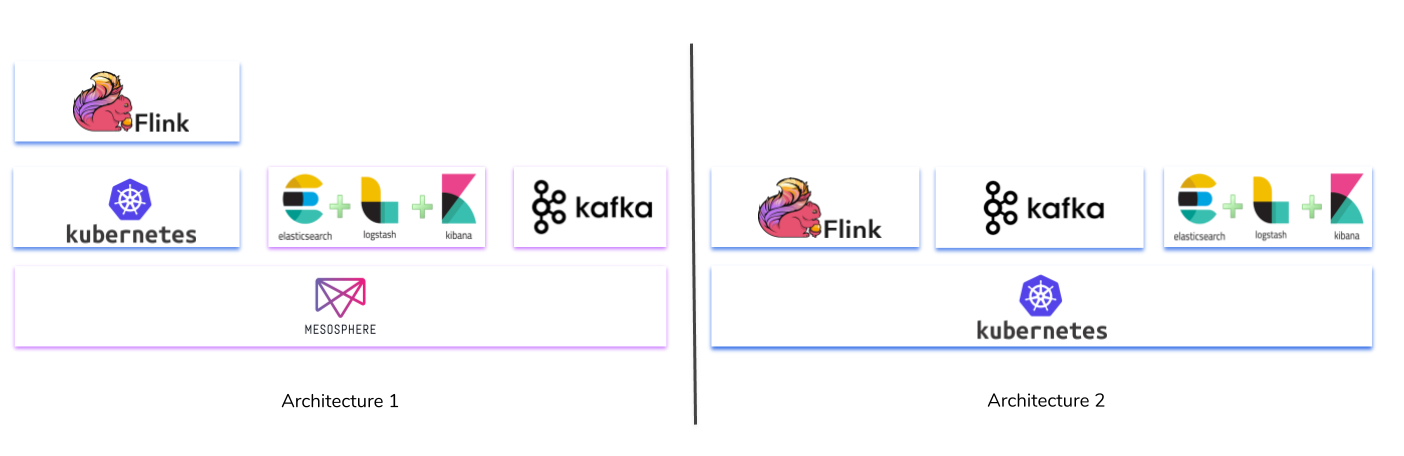 Flink
kubernetes
elasticsearch
logstash
kibana
kafka
MESOSPHERE
Architecture 1
Flink
kafka
elasticsearch
logstash
kibana
kubernetes
Architecture 2